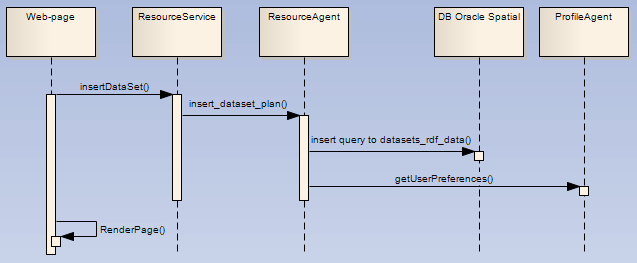 Web-page
ResourceService
ResourceAgent
DB Oracle Spatial
ProfileAgent
insertDataSet()
insert_dataset_plan()
insert query to datasets_rdf_data()
getUserPreferences()
RenderPage()